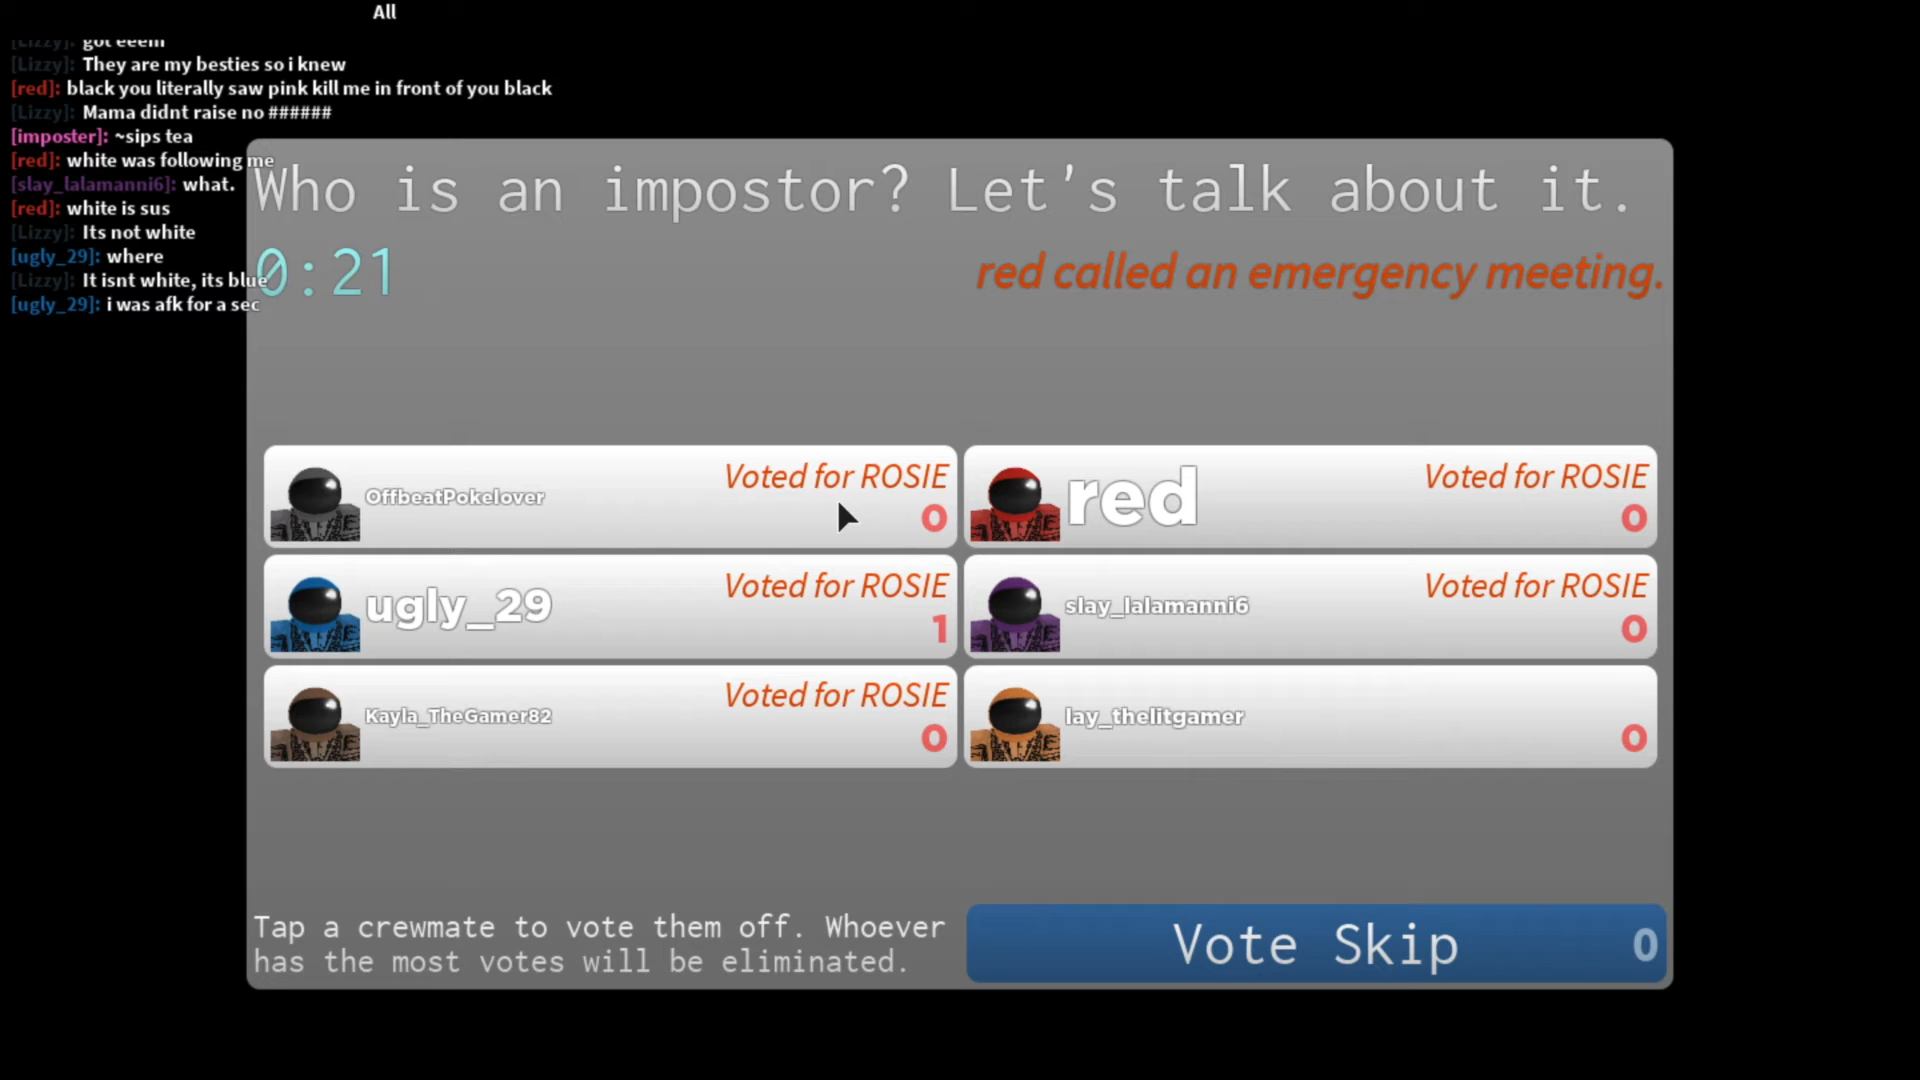 All
[Lizzy]: got eeem
[Lizzy]: They are my besties so i knew
[red]: black you literally saw pink kill me in front of you black
[Lizzy]: Mama didnt raise no ######
[imposter]: ~sips tea
[red]: white was following me
[slay_lalamanni6]: what.
[red]: white is sus
[Lizzy]: Its not white
[ugly_29]: where
[Lizzy]: It isnt white, its blue
[ugly_29]: i was afk for a sec
Who is an impostor? Let's talk about it.
0:21
red called an emergency meeting.
OffbeatPokelover
Voted for ROSIE
0
red
Voted for ROSIE
0
ugly_29
Voted for ROSIE
1
slay_lalamanni6
Voted for ROSIE
0
Kayla_TheGamer82
Voted for ROSIE
0
lay_thelitgamer
0
Tap a crewmate to vote them off. Whoever
has the most votes will be eliminated.
Vote Skip
0